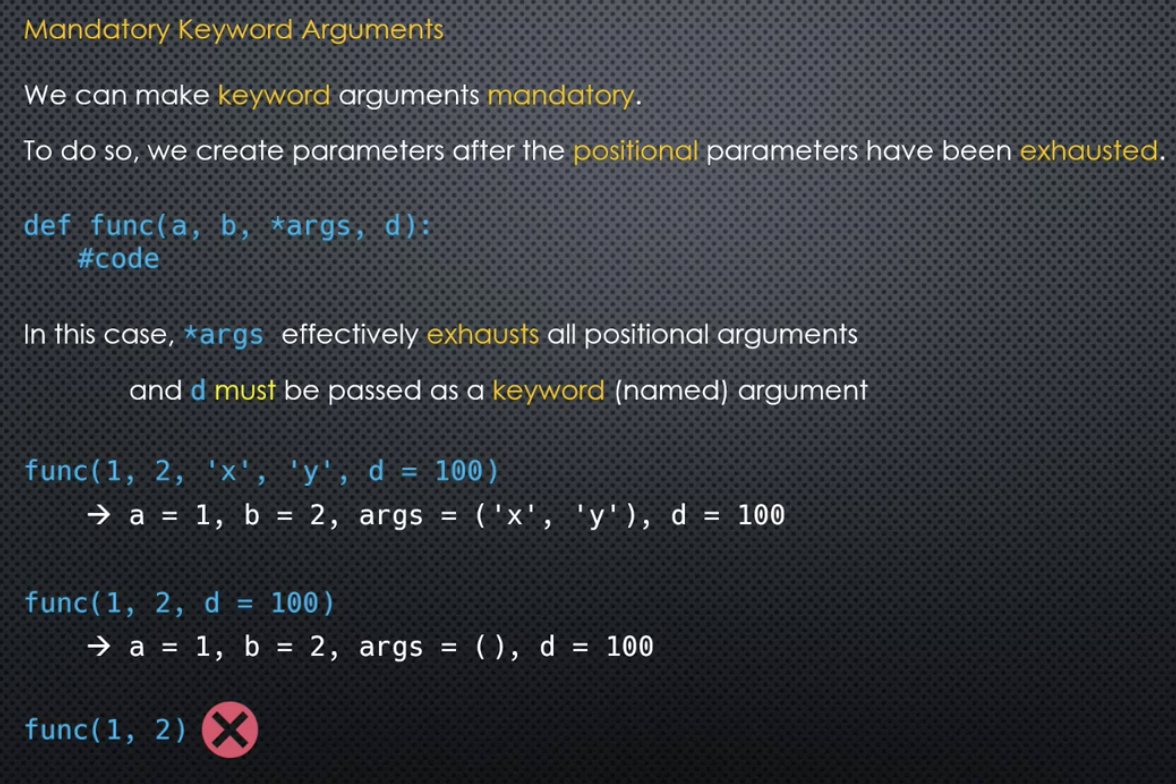 Mandatory Keyword Arguments
We can make keyword arguments mandatory.
To do so, we create parameters after the positional parameters have been exhausted.
def func(a, b, *args, d):
    #code
In this case, *args effectively exhausts all positional arguments
and d must be passed as a keyword (named) argument
func(1, 2, 'x', 'y', d = 100)
→ a = 1, b = 2, args = ('x', 'y'), d = 100
func(1, 2, d = 100)
→ a = 1, b = 2, args = (), d = 100
func(1, 2)